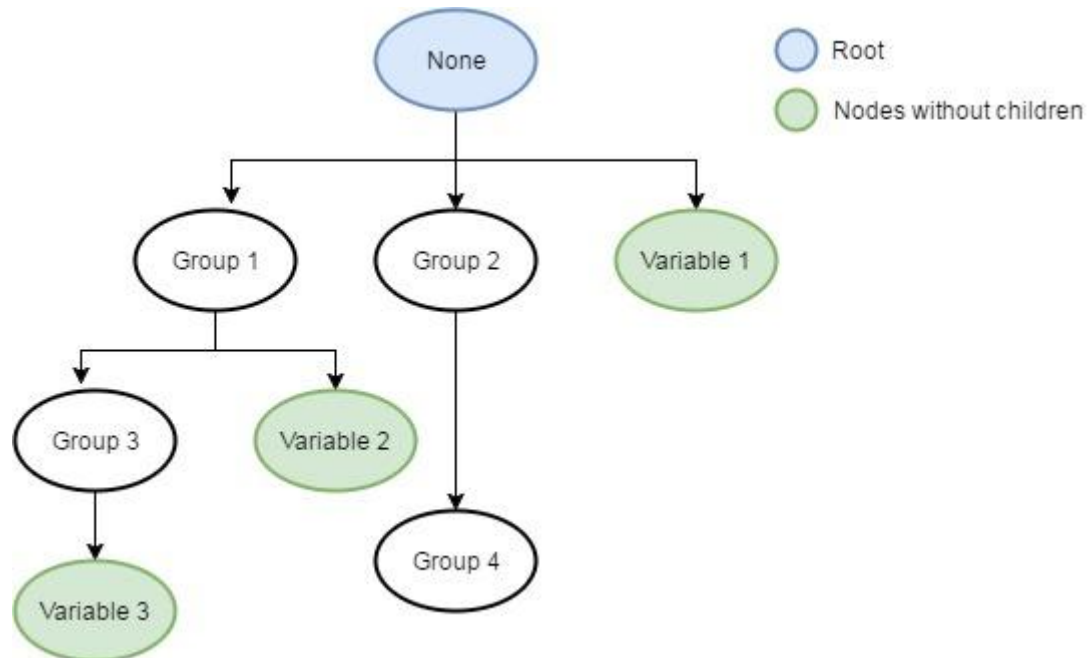 None
Root
Nodes without children
Group 1
Group 2
Variable 1
Group 3
Variable 2
Group 4
Variable 3